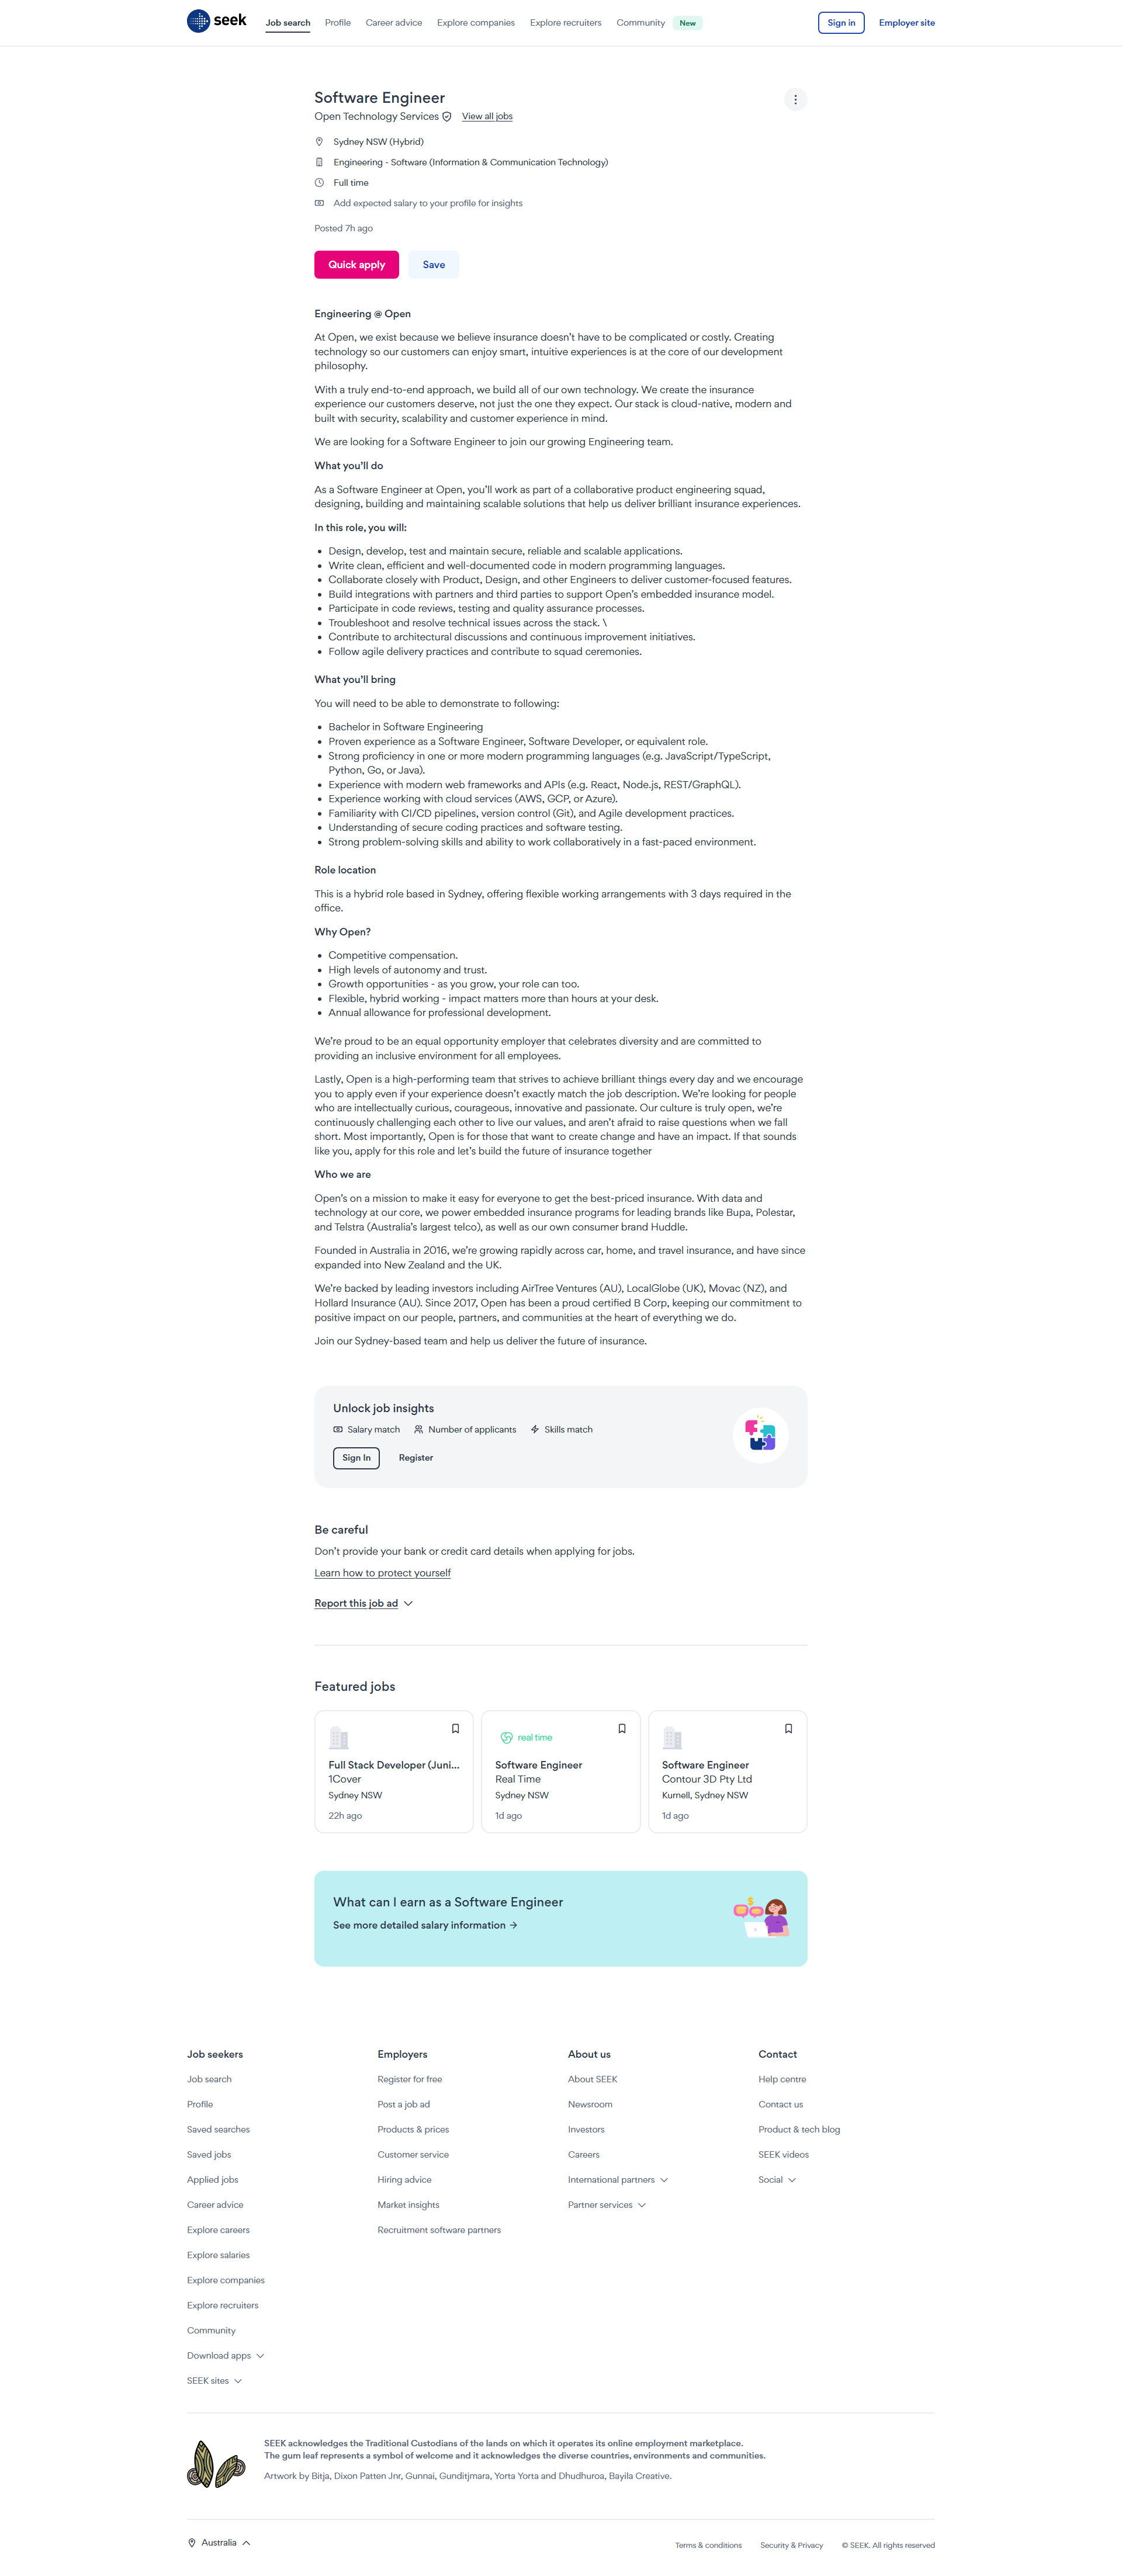 seek
Job search
Profile
Career advice
Explore companies
Explore recruiters
Community
New
Sign in
Employer site
Software Engineer
Open Technology Services
View all jobs
Sydney NSW (Hybrid)
Engineering - Software (Information & Communication Technology)
Full time
Add expected salary to your profile for insights
Posted 7h ago
Quick apply
Save
Engineering @ Open
At Open, we exist because we believe insurance doesn't have to be complicated or costly. Creating
technology so our customers can enjoy smart, intuitive experiences is at the core of our development
philosophy.
With a truly end-to-end approach, we build all of our own technology. We create the insurance
experience our customers deserve, not just the one they expect. Our stack is cloud-native, modern and
built with security, scalability and customer experience in mind.
We are looking for a Software Engineer to join our growing Engineering team.
What you'll do
As a Software Engineer at Open, you'll work as part of a collaborative product engineering squad,
designing, building and maintaining scalable solutions that help us deliver brilliant insurance experiences.
In this role, you will:
• Design, develop, test and maintain secure, reliable and scalable applications.
• Write clean, efficient and well-documented code in modern programming languages.
• Collaborate closely with Product, Design, and other Engineers to deliver customer-focused features.
• Build integrations with partners and third parties to support Open's embedded insurance model.
• Participate in code reviews, testing and quality assurance processes.
• Troubleshoot and resolve technical issues across the stack. \
• Contribute to architectural discussions and continuous improvement initiatives.
• Follow agile delivery practices and contribute to squad ceremonies.
What you'll bring
You will need to be able to demonstrate to following:
• Bachelor in Software Engineering
• Proven experience as a Software Engineer, Software Developer, or equivalent role.
• Strong proficiency in one or more modern programming languages (e.g. JavaScript/TypeScript,
Python, Go, or Java).
• Experience with modern web frameworks and APIs (e.g. React, Node.js, REST/GraphQL).
• Experience working with cloud services (AWS, GCP, or Azure).
• Familiarity with CI/CD pipelines, version control (Git), and Agile development practices.
• Understanding of secure coding practices and software testing.
• Strong problem-solving skills and ability to work collaboratively in a fast-paced environment.
Role location
This is a hybrid role based in Sydney, offering flexible working arrangements with 3 days required in the
office.
Why Open?
• Competitive compensation.
• High levels of autonomy and trust.
• Growth opportunities - as you grow, your role can too.
• Flexible, hybrid working - impact matters more than hours at your desk.
• Annual allowance for professional development.
We're proud to be an equal opportunity employer that celebrates diversity and are committed to
providing an inclusive environment for all employees.
Lastly, Open is a high-performing team that strives to achieve brilliant things every day and we encourage
you to apply even if your experience doesn't exactly match the job description. We're looking for people
who are intellectually curious, courageous, innovative and passionate. Our culture is truly open, we're
continuously challenging each other to live our values, and aren't afraid to raise questions when we fall
short. Most importantly, Open is for those that want to create change and have an impact. If that sounds
like you, apply for this role and let's build the future of insurance together
Who we are
Open's on a mission to make it easy for everyone to get the best-priced insurance. With data and
technology at our core, we power embedded insurance programs for leading brands like Bupa, Polestar,
and Telstra (Australia's largest telco), as well as our own consumer brand Huddle.
Founded in Australia in 2016, we're growing rapidly across car, home, and travel insurance, and have since
expanded into New Zealand and the UK.
We're backed by leading investors including AirTree Ventures (AU), LocalGlobe (UK), Movac (NZ), and
Hollard Insurance (AU). Since 2017, Open has been a proud certified B Corp, keeping our commitment to
positive impact on our people, partners, and communities at the heart of everything we do.
Join our Sydney-based team and help us deliver the future of insurance.
Unlock job insights
Salary match
Number of applicants
Skills match
Sign In
Register
Be careful
Don't provide your bank or credit card details when applying for jobs.
Learn how to protect yourself
Report this job ad
Featured jobs
Full Stack Developer (Juni...
1Cover
Sydney NSW
22h ago
real time
Software Engineer
Real Time
Sydney NSW
1d ago
Software Engineer
Contour 3D Pty Ltd
Kurnell, Sydney NSW
1d ago
What can I earn as a Software Engineer
See more detailed salary information →
Job seekers
Job search
Profile
Saved searches
Saved jobs
Applied jobs
Career advice
Explore careers
Explore salaries
Explore companies
Explore recruiters
Community
Download apps
SEEK sites
Employers
Register for free
Post a job ad
Products & prices
Customer service
Hiring advice
Market insights
Recruitment software partners
About us
About SEEK
Newsroom
Investors
Careers
International partners
Partner services
Contact
Help centre
Contact us
Product & tech blog
SEEK videos
Social
SEEK acknowledges the Traditional Custodians of the lands on which it operates its online employment marketplace.
The gum leaf represents a symbol of welcome and it acknowledges the diverse countries, environments and communities.
Artwork by Bitja, Dixon Patten Jnr, Gunnai, Gunditjmara, Yorta Yorta and Dhudhuroa, Bayila Creative.
Australia
Terms & conditions
Security & Privacy
© SEEK. All rights reserved